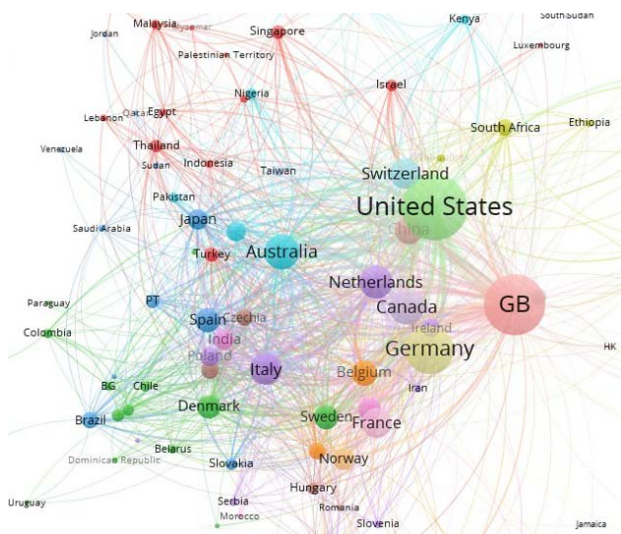 Malaysia
Myanmar
South Sudan
Kenya
Singapore
Jordan
Luxembourg
Palestinian Territory
Israel
Nigeria
Qatar
Egypt
Lebanon
Ethiopia
South Africa
Thailand
Venezuela
Sudan
Indonesia
Taiwan
Switzerland
Pakistan
United States
Japan
Saudi Arabia
China
Turkey
Australia
Netherlands
Paraguay
PT
Canada
GB
Spain
Czechia
Colombia
India
Ireland
HK
Poland
Germany
Italy
Belgium
BG
Chile
Iran
Denmark
Brazil
Sweden
France
Belarus
Dominican Republic
Slovakia
Norway
Hungary
Uruguay
Serbia
Romania
Morocco
Slovenia
Jamaica